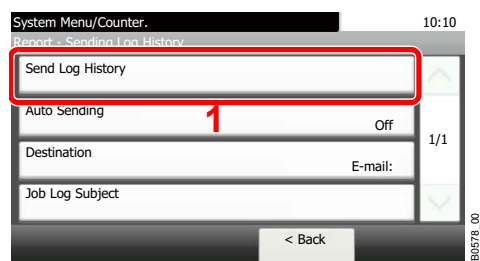 System Menu/Counter.
10:10
Report - Sending Log History
Send Log History
1
Auto Sending
Off
1/1
Destination
E-mail:
Job Log Subject
< Back
B0578_00